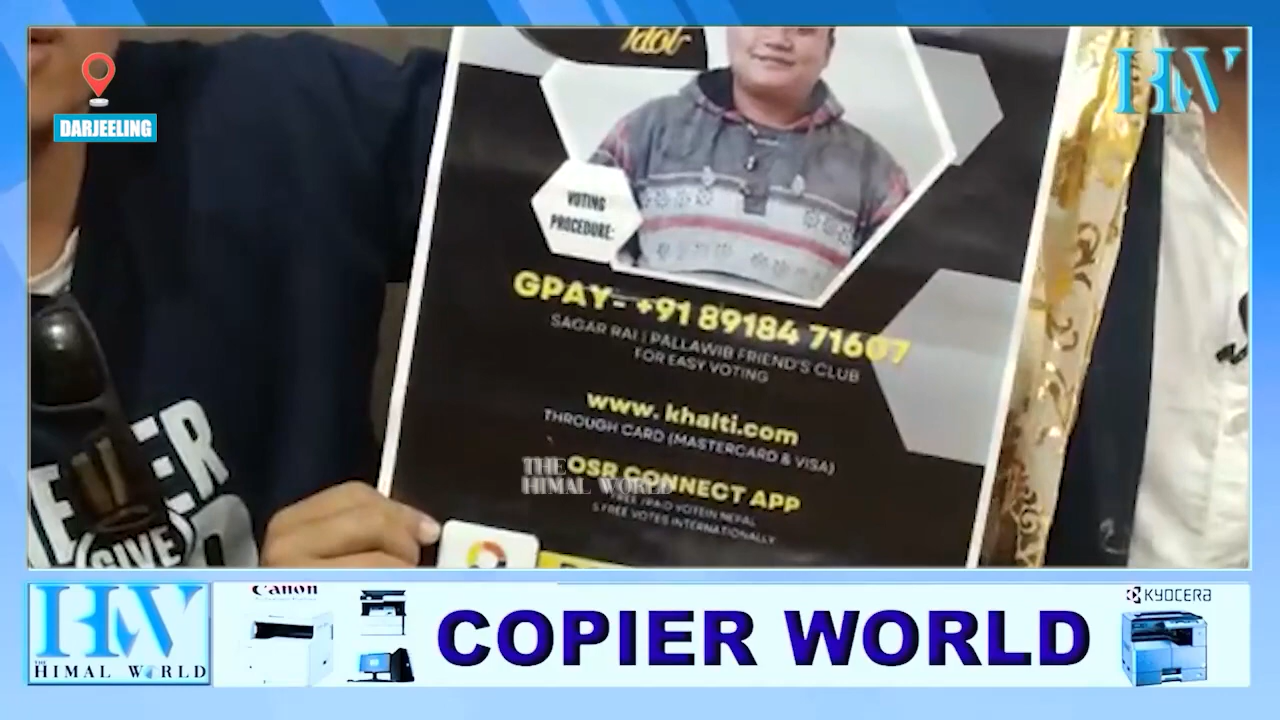 Idol
DARJEELING
VOTING
PROCEDURE:
GPAY- +91 89184 71607
SAGAR RAI | PALLAWIB FRIEND'S CLUB
FOR EASY VOTING
www. khalti.com
THROUGH CARD (MASTERCARD & VISA)
OSR CONNECT APP
THE
HIMAL WORLD
5 FREE VOTES INTERNATIONALLY
(GIVE)
Canon
COPIER WORLD
KYOCERA
HW
THE
HIMAL WORLD